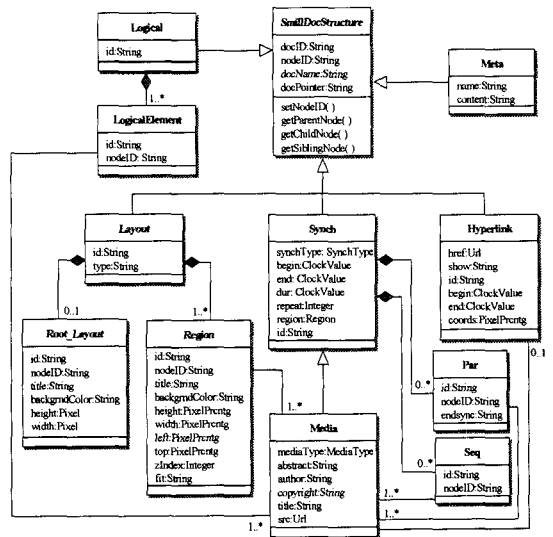 Logical
id:String
SmilDocStructure
docID:String
nodeID:String
docName:String
docPointer:String
setNodeID( )
getParentNode( )
getChildNode( )
getSiblingNode( )
Meta
name:String
content:String
1..*
LogicalElement
id:String
nodeID: String
Layout
id:String
type:String
Synch
synchType: SynchType
begin:ClockValue
end: ClockValue
dur: ClockValue
repeat:Integer
region:Region
id:String
Hyperlink
href:Url
show:String
id:String
begin:ClockValue
end:ClockValue
coords:PixelPrcntg
0..1
1..*
Root_Layout
id:String
nodeID:String
title:String
backgrndColor:String
height:Pixel
width:Pixel
Region
id:String
nodeID:String
title:String
backgrndColor:String
height:PixelPrcntg
width:PixelPrcntg
left:PixelPrcntg
top:PixelPrcntg
zIndex:Integer
fit:String
0..1
Par
id:String
nodeID:String
endsync:String
0..*
1..*
Media
mediaType:MediaType
abstract:String
author:String
copyright:String
title:String
src:Url
Seq
id:String
nodeID:String
0..*
1..*
1..*
1..*